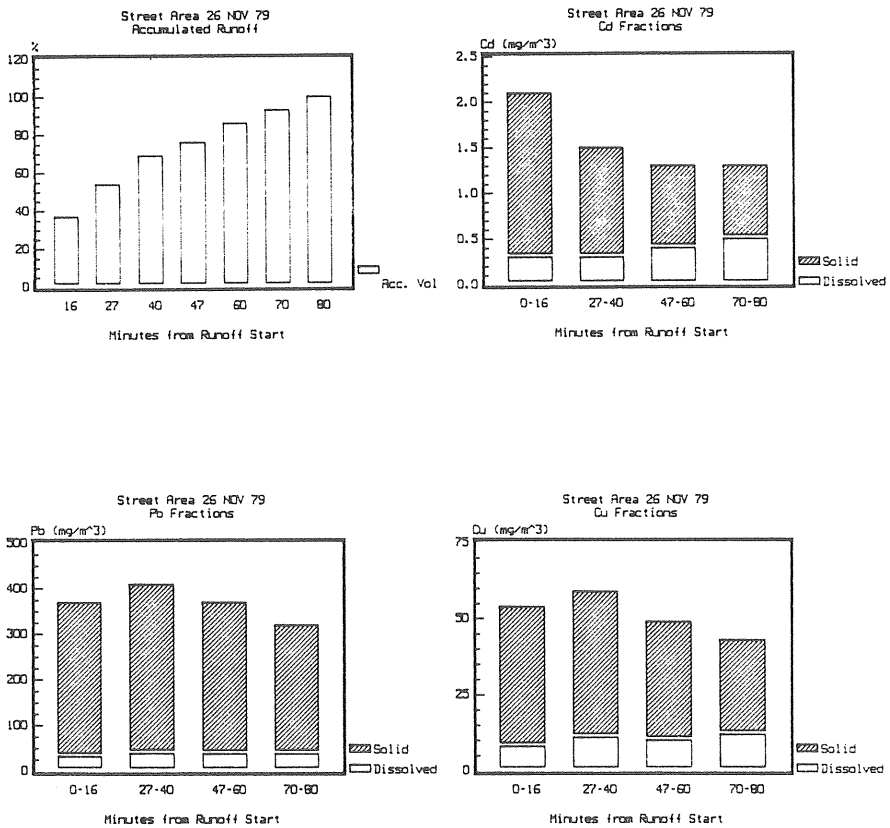 Street Area 26 NOV 79
Accumulated Runoff
%
120
100
80
60
40
20
0
16 27 40 47 60 70 80
Acc. Vol
Minutes from Runoff Start
Street Area 26 NOV 79
Cd Fractions
Cd (mg/m^3)
2.5
2.0
1.5
1.0
0.5
0.0
0-16 27-40 47-60 70-80
Solid
Dissolved
Minutes from Runoff Start
Street Area 26 NOV 79
Pb Fractions
Pb (mg/m^3)
500
400
300
200
100
0
0-16 27-40 47-60 70-80
Solid
Dissolved
Minutes from Runoff Start
Street Area 26 NOV 79
Cu Fractions
Cu (mg/m^3)
75
50
25
0
0-16 27-40 47-60 70-80
Solid
Dissolved
Minutes from Runoff Start